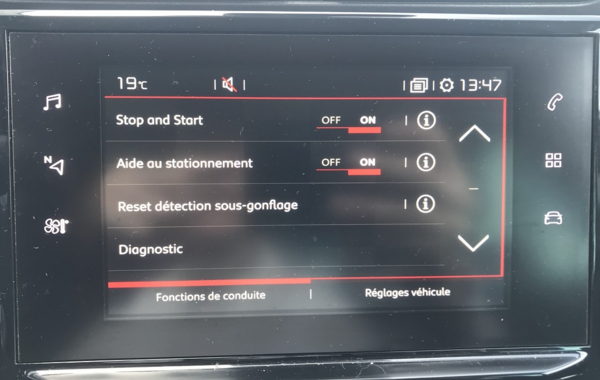 19°C 13:47
Stop and Start OFF ON
Aide au stationnement OFF ON
Reset détection sous-gonflage
Diagnostic
Fonctions de conduite Réglages véhicule
N